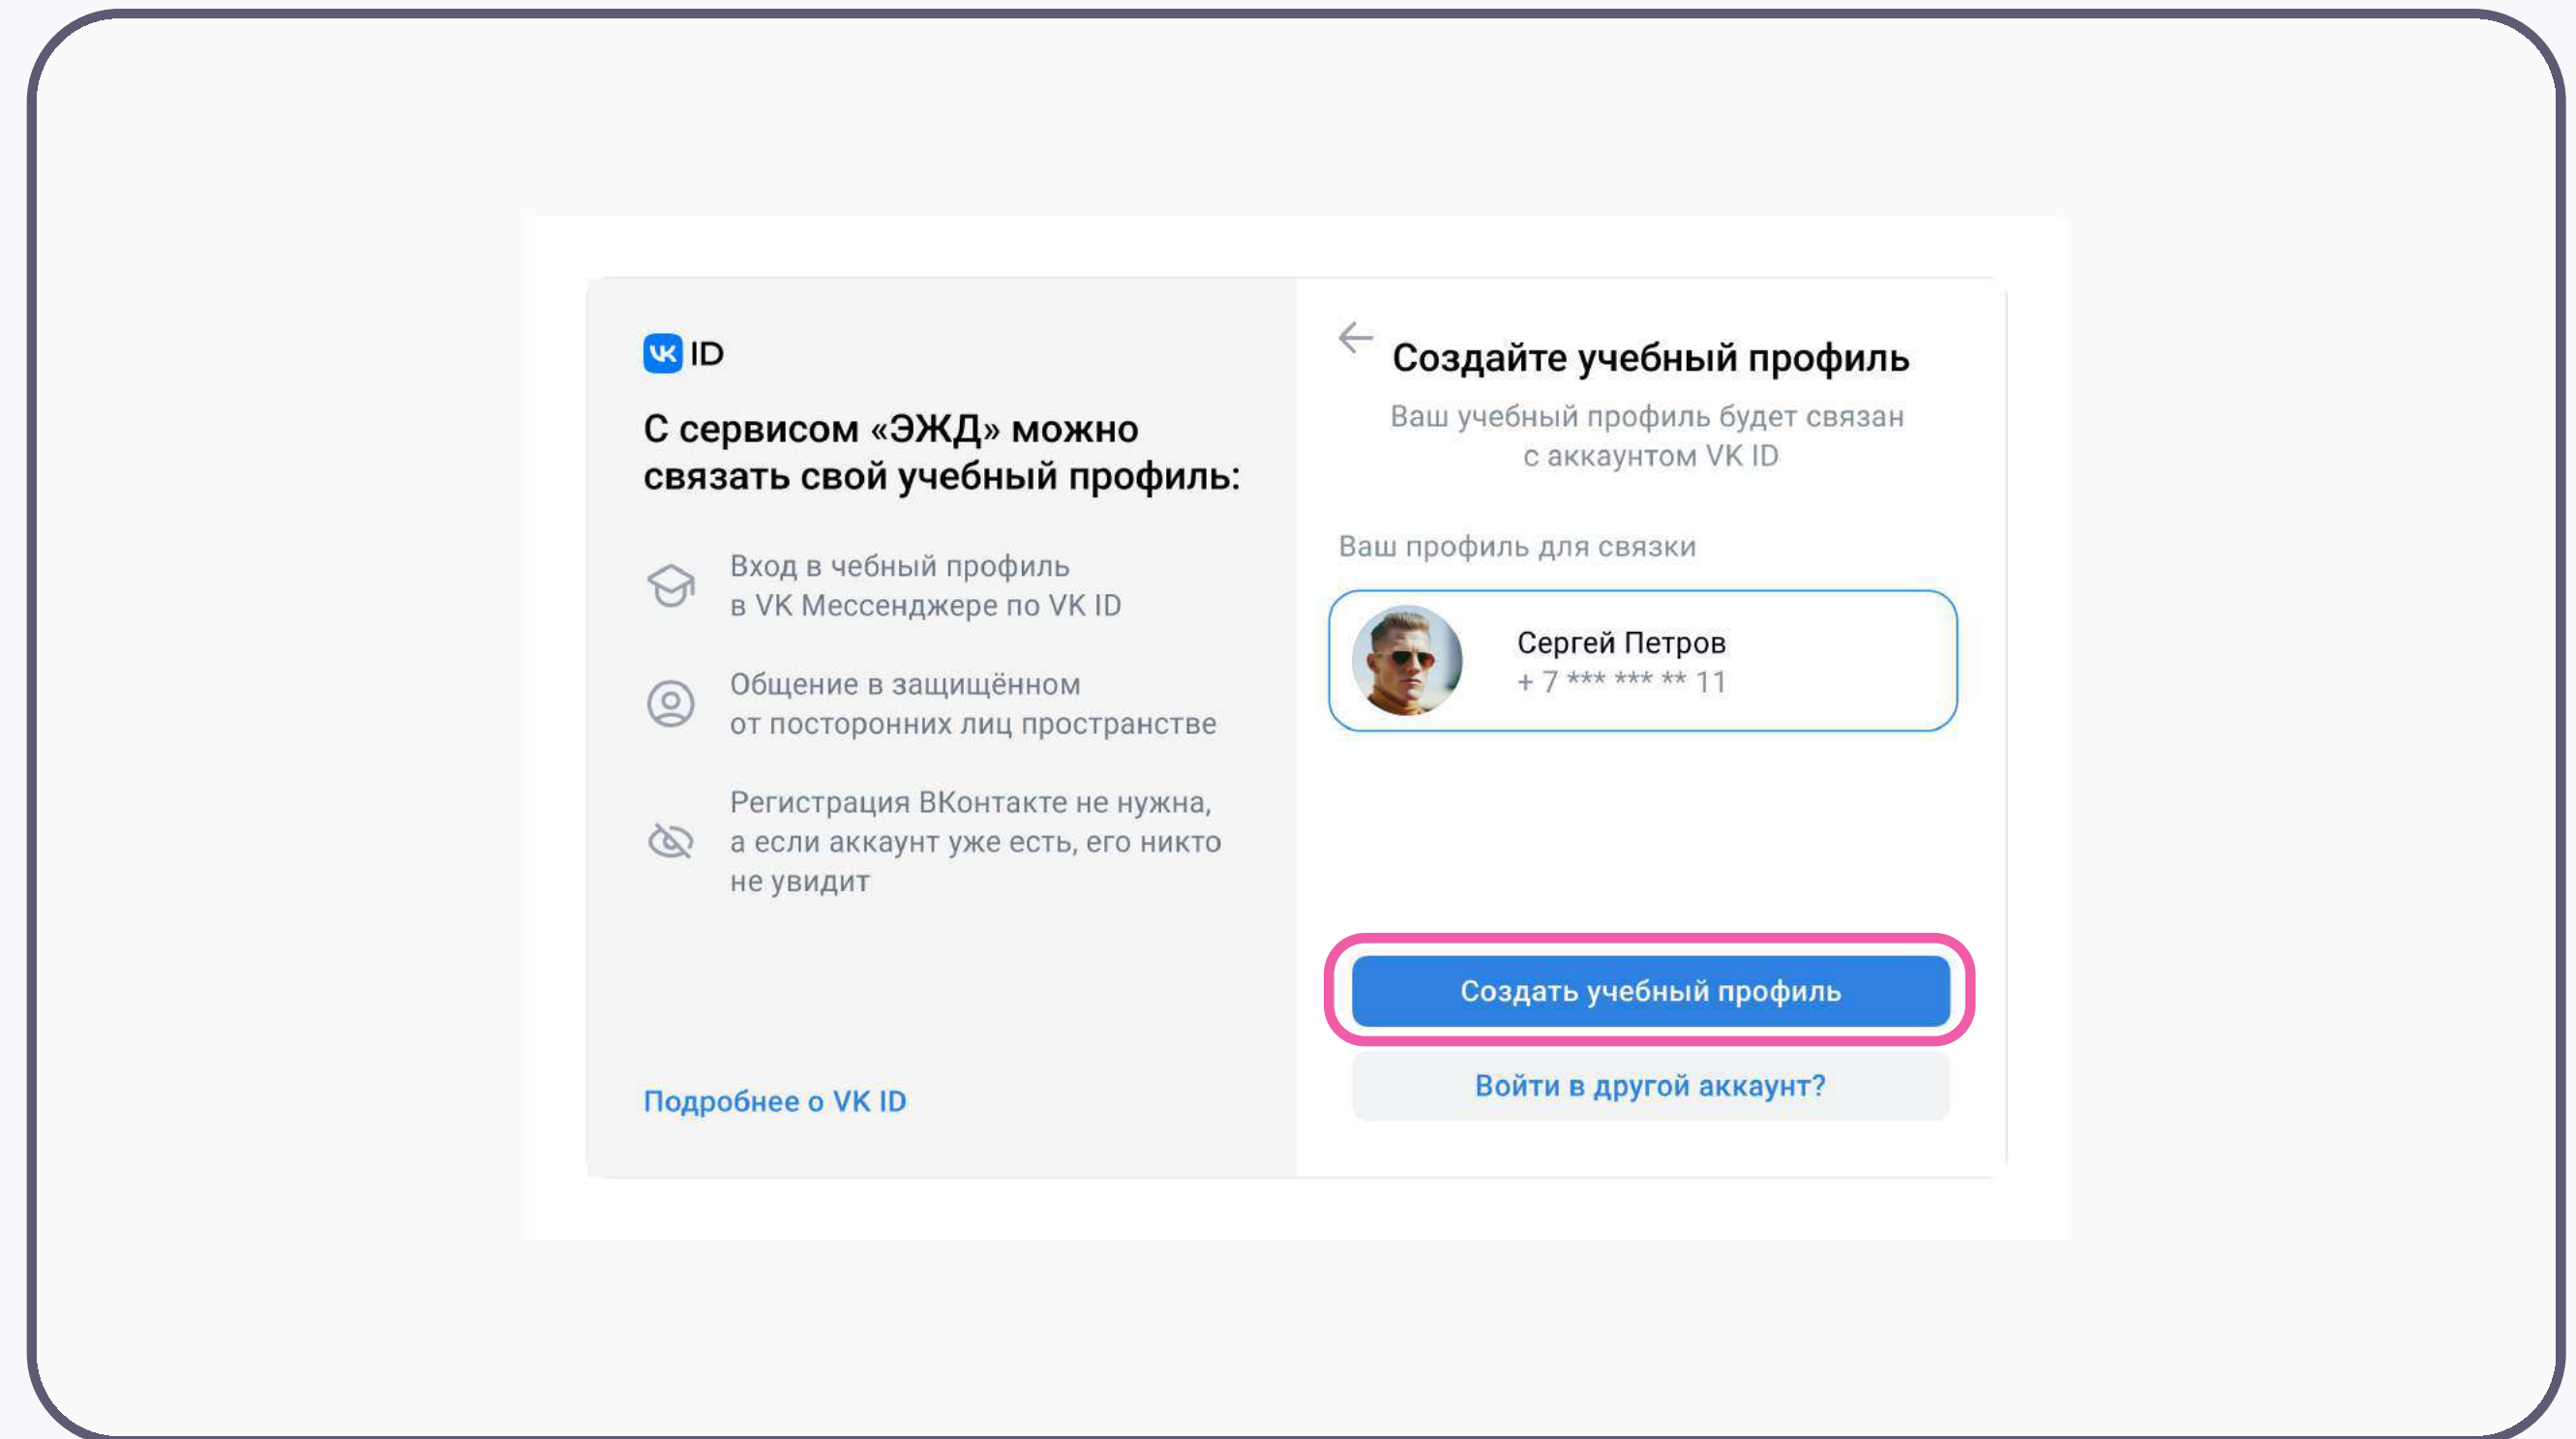 VK ID
С сервисом «ЭЖД» можно
связать свой учебный профиль:
Вход в чебный профиль
в VK Мессенджере по VK ID
Общение в защищённом
от посторонних лиц пространстве
Регистрация ВКонтакте не нужна,
а если аккаунт уже есть, его никто
не увидит
Подробнее о VK ID
Создайте учебный профиль
Ваш учебный профиль будет связан
с аккаунтом VK ID
Ваш профиль для связки
Сергей Петров
+ 7 *** *** ** 11
Создать учебный профиль
Войти в другой аккаунт?